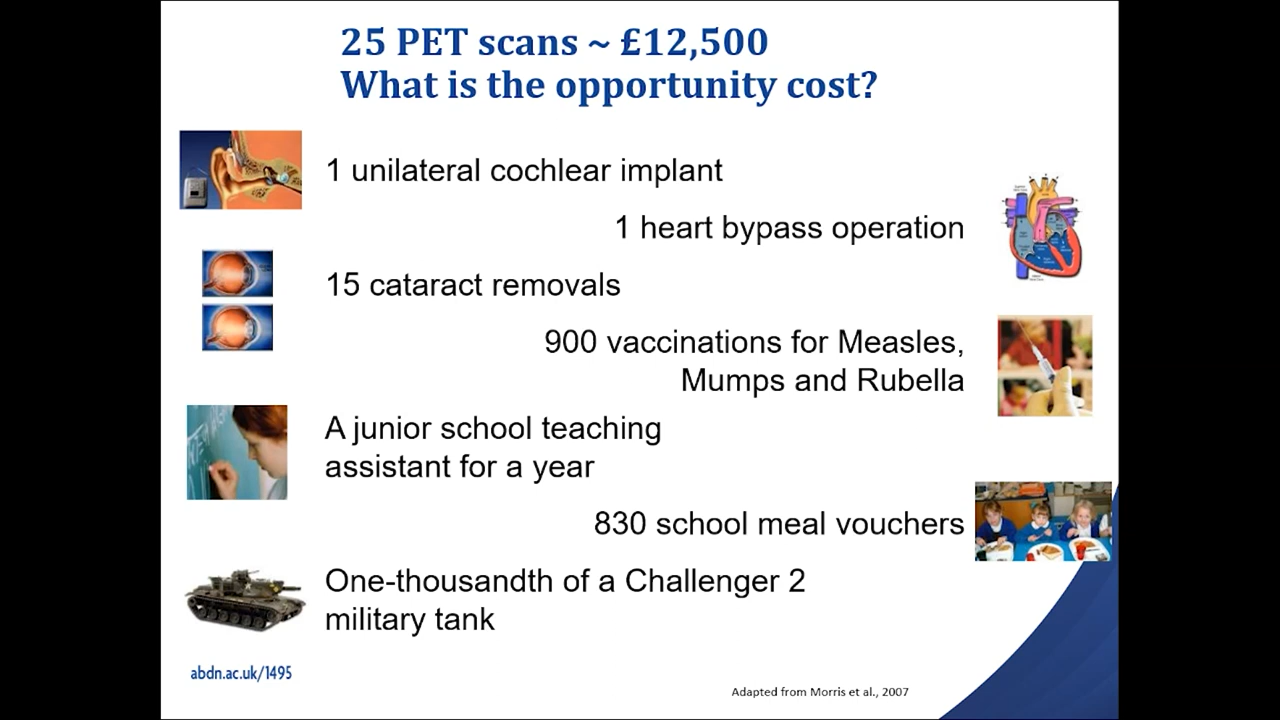 25 PET scans ~ £12,500
What is the opportunity cost?
1 unilateral cochlear implant
1 heart bypass operation
15 cataract removals
900 vaccinations for Measles,
Mumps and Rubella
A junior school teaching
assistant for a year
830 school meal vouchers
One-thousandth of a Challenger 2
military tank
abdn.ac.uk/1495
Adapted from Morris et al., 2007